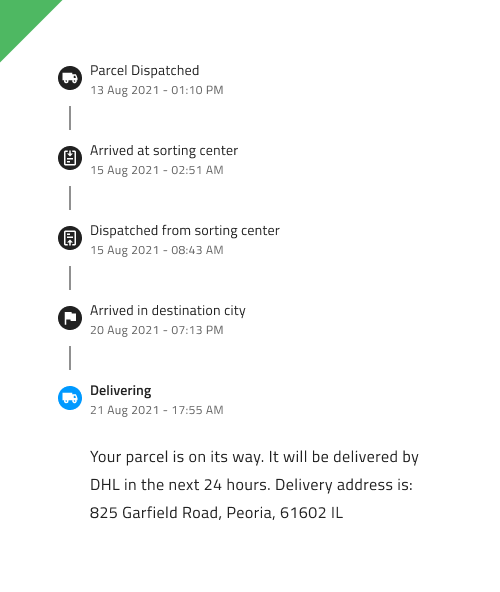 Parcel Dispatched
13 Aug 2021 - 01:10 PM
Arrived at sorting center
15 Aug 2021 - 02:51 AM
Dispatched from sorting center
15 Aug 2021 - 08:43 AM
Arrived in destination city
20 Aug 2021 - 07:13 PM
Delivering
21 Aug 2021 - 17:55 AM
Your parcel is on its way. It will be delivered by
DHL in the next 24 hours. Delivery address is:
825 Garfield Road, Peoria, 61602 IL